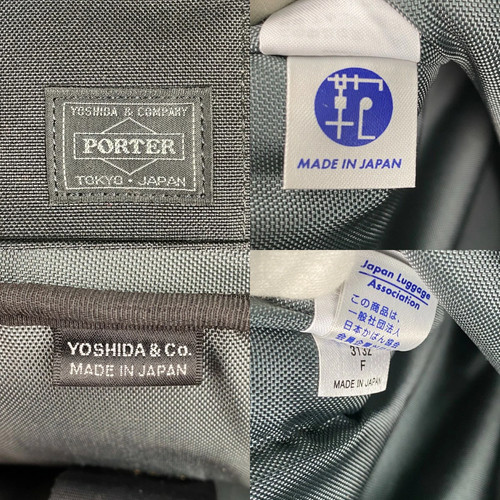 YOSHIDA & COMPANY
PORTER
TOKYO・JAPAN
MADE IN JAPAN
YOSHIDA & Co.
MADE IN JAPAN
Japan Luggage
Association
この商品は、
一般社団法人
日本かばん協会
F
MADE IN JAPAN